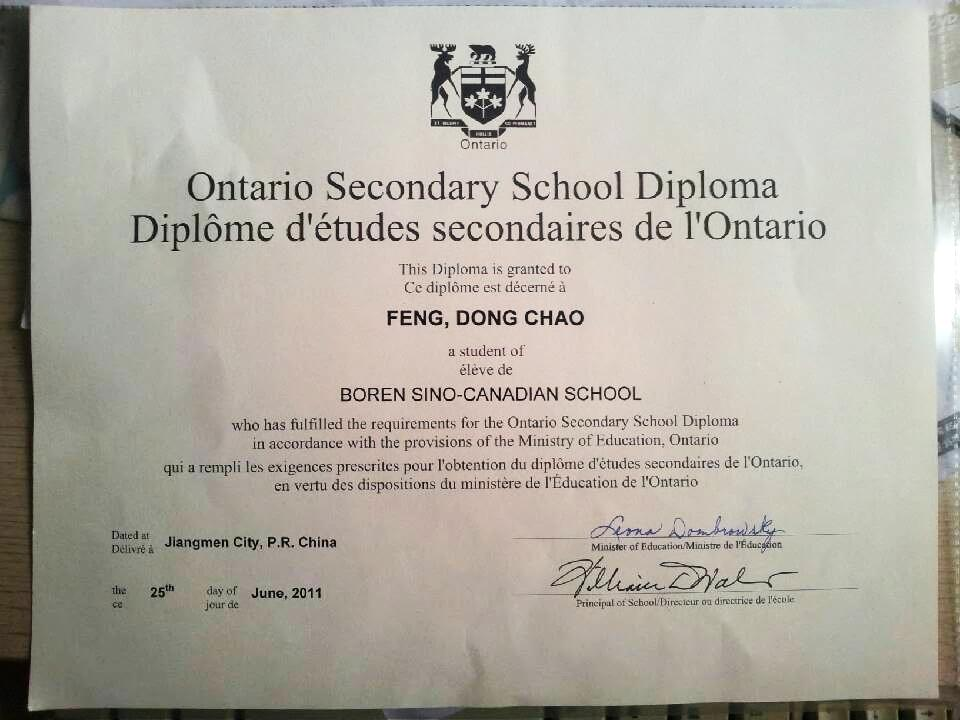 Ontario
Ontario Secondary School Diploma
Diplôme d'études secondaires de l'Ontario
This Diploma is granted to
Ce diplôme est décerné à
FENG, DONG CHAO
a student of
élève de
BOREN SINO-CANADIAN SCHOOL
who has fulfilled the requirements for the Ontario Secondary School Diploma
in accordance with the provisions of the Ministry of Education, Ontario
qui a rempli les exigences prescrites pour l'obtention du diplôme d'études secondaires de l'Ontario,
en vertu des dispositions du ministère de l'Éducation de l'Ontario
Dated at
Délivré à
Jiangmen City, P.R. China
Leona Dombrowsky
Minister of Education/Ministre de l'Éducation
the
ce
25th
day of
jour de
June, 2011
Principal of School/Directeur ou directrice de l'école